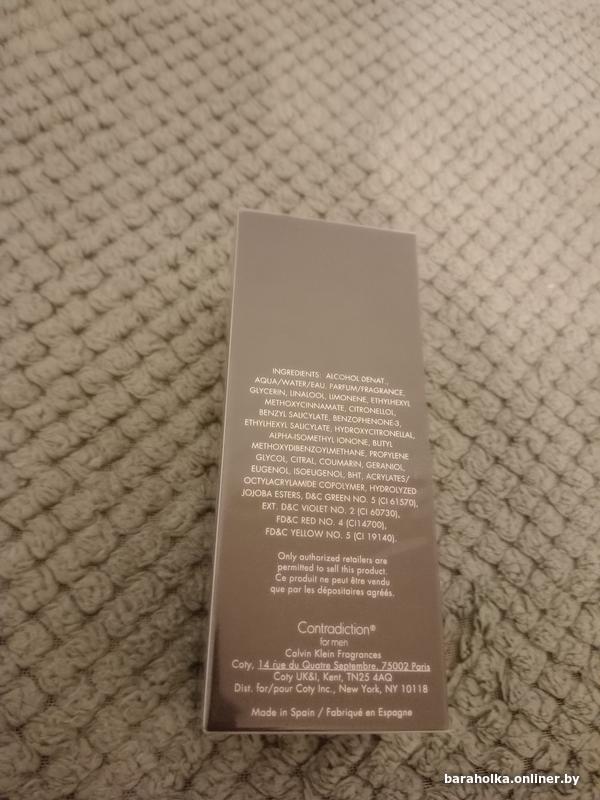 INGREDIENTS: ALCOHOL DENAT.,
AQUA/WATER/EAU, PARFUM/FRAGRANCE,
GLYCERIN, LINALOOL, LIMONENE, ETHYLHEXYL
METHOXYCINNAMATE, CITRONELLOL,
BENZYL SALICYLATE, BENZOPHENONE-3,
ETHYLHEXYL SALICYLATE, HYDROXYCITRONELLAL,
ALPHA-ISOMETHYL IONONE, BUTYL
METHOXYDIBENZOYLMETHANE, PROPYLENE
GLYCOL, CITRAL, COUMARIN, GERANIOL,
EUGENOL, ISOEUGENOL, BHT, ACRYLATES/
OCTYLACRYLAMIDE COPOLYMER, HYDROLYZED
JOJOBA ESTERS, D&C GREEN NO. 5 (CI 61570),
EXT. D&C VIOLET NO. 2 (CI 60730),
FD&C RED NO. 4 (CI14700),
FD&C YELLOW NO. 5 (CI 19140).
Only authorized retailers are
permitted to sell this product.
Ce produit ne peut être vendu
que par les dépositaires agréés.
Contradiction®
for men
Calvin Klein Fragrances
Coty, 14 rue du Quatre Septembre, 75002 Paris
Coty UK&I, Kent, TN25 4AQ
Dist. for/pour Coty Inc., New York, NY 10118
Made in Spain / Fabriqué en Espagne
baraholka.onliner.by